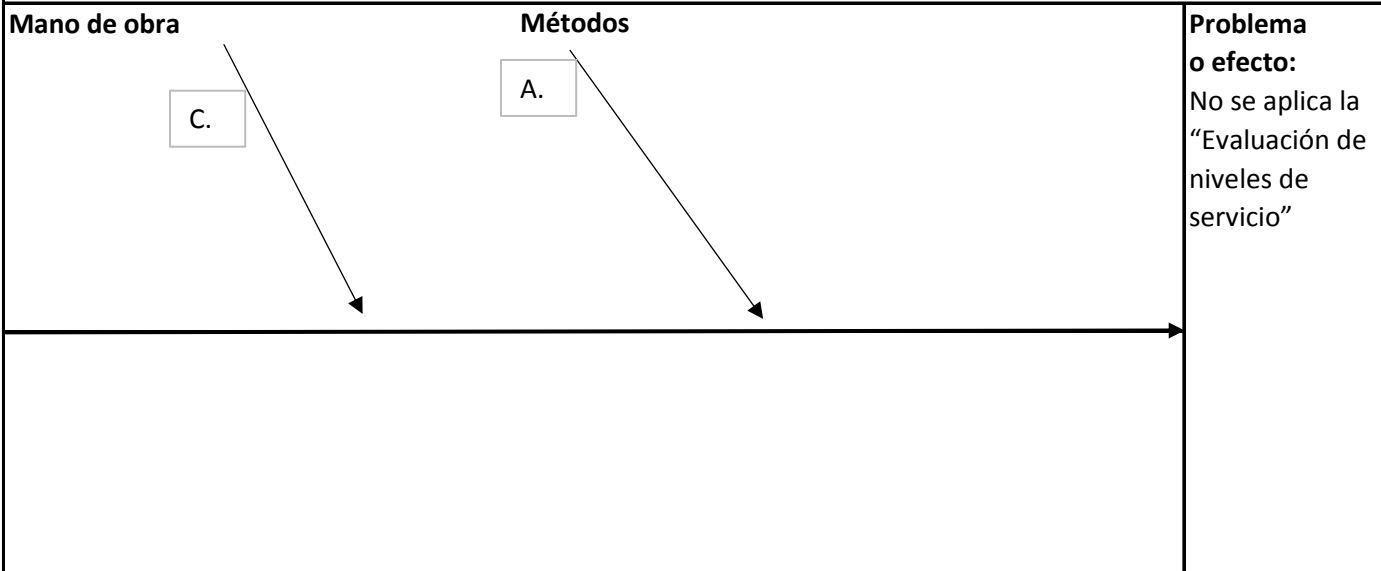 Mano de obra
Métodos
C.
A.
Problema
o efecto:
No se aplica la
“Evaluación de
niveles de
servicio”